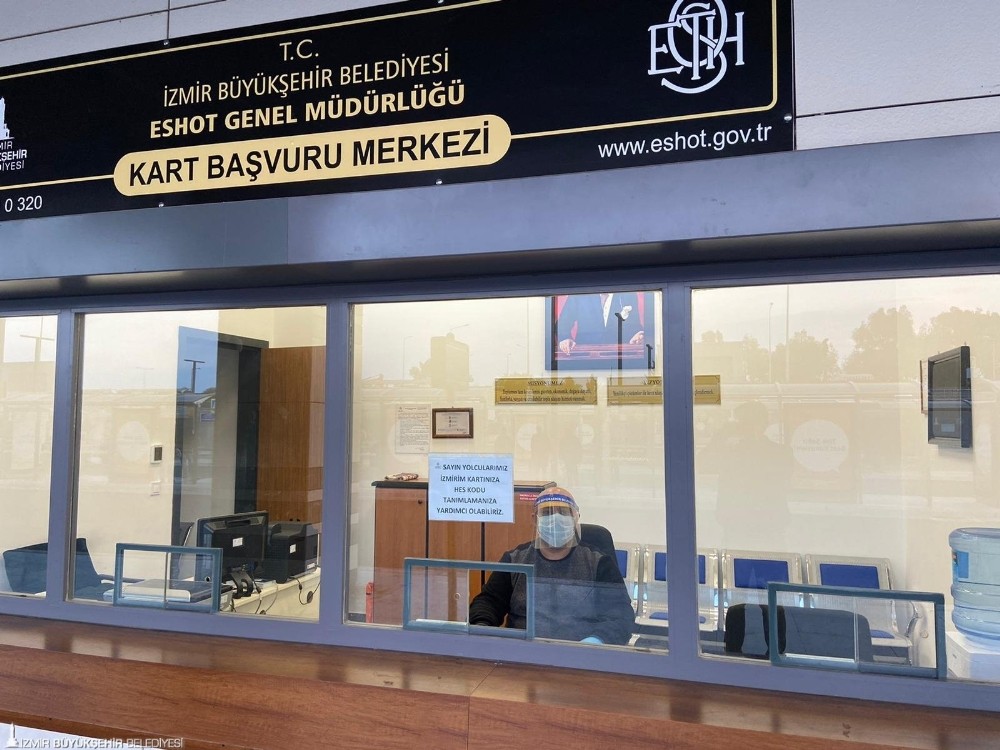 T.C.
İZMİR BÜYÜKŞEHİR BELEDİYESİ
ESHOT GENEL MÜDÜRLÜĞÜ
KART BAŞVURU MERKEZİ
ESHOT
www.eshot.gov.tr
0 320
SAYIN YOLCULARIMIZ
İZMİRİM KARTINIZA
HES KODU
TANIMLAMANIZA
YARDIMCI OLABİLİRİZ.
İZMİR BÜYÜKŞEHİR BELEDİYESİ